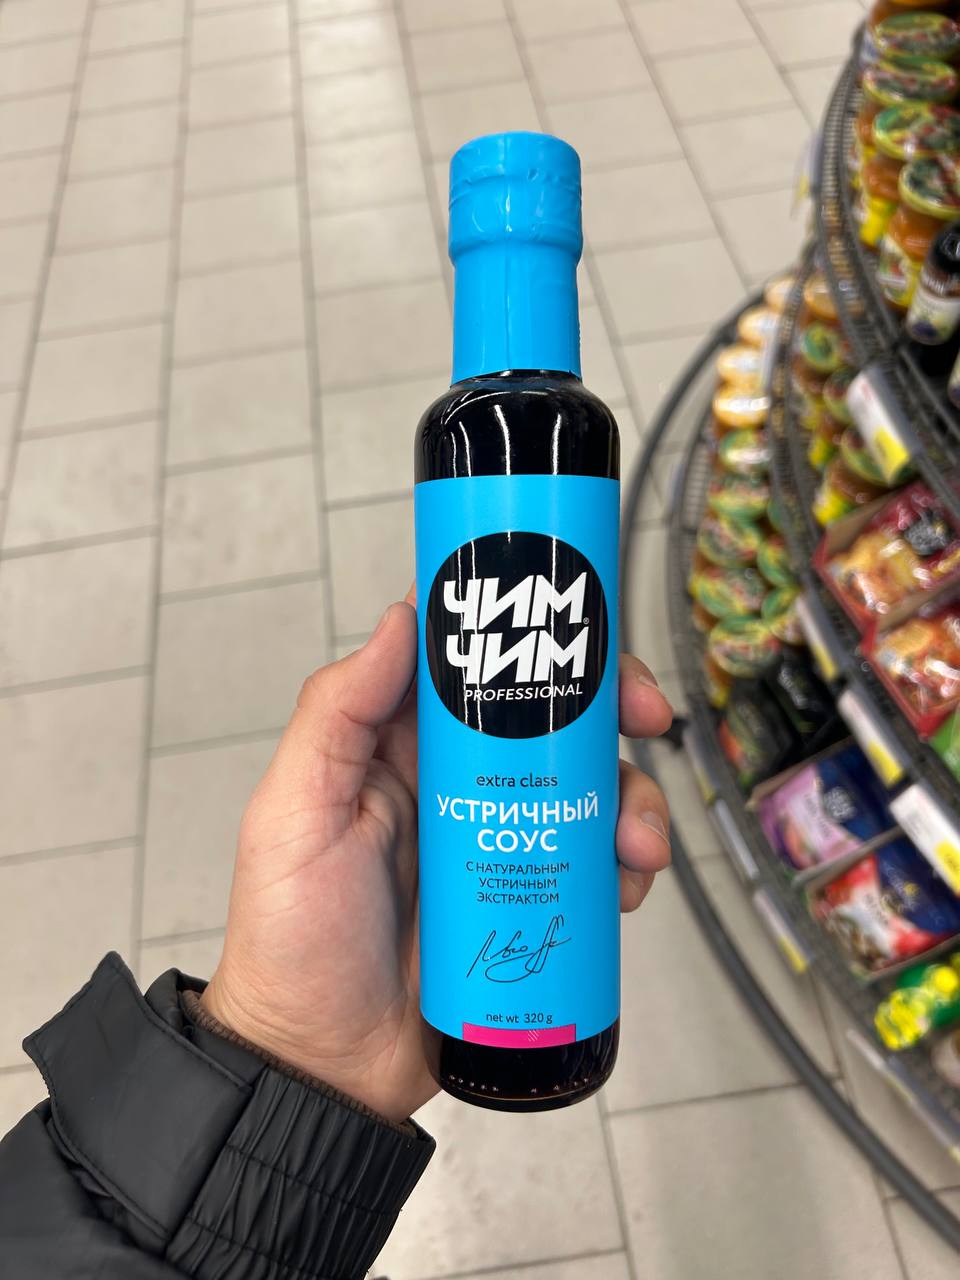 ЧИМ
ЧИМ®
PROFESSIONAL
extra class
УСТРИЧНЫЙ
СОУС
С НАТУРАЛЬНЫМ
УСТРИЧНЫМ
ЭКСТРАКТОМ
net wt 320 g